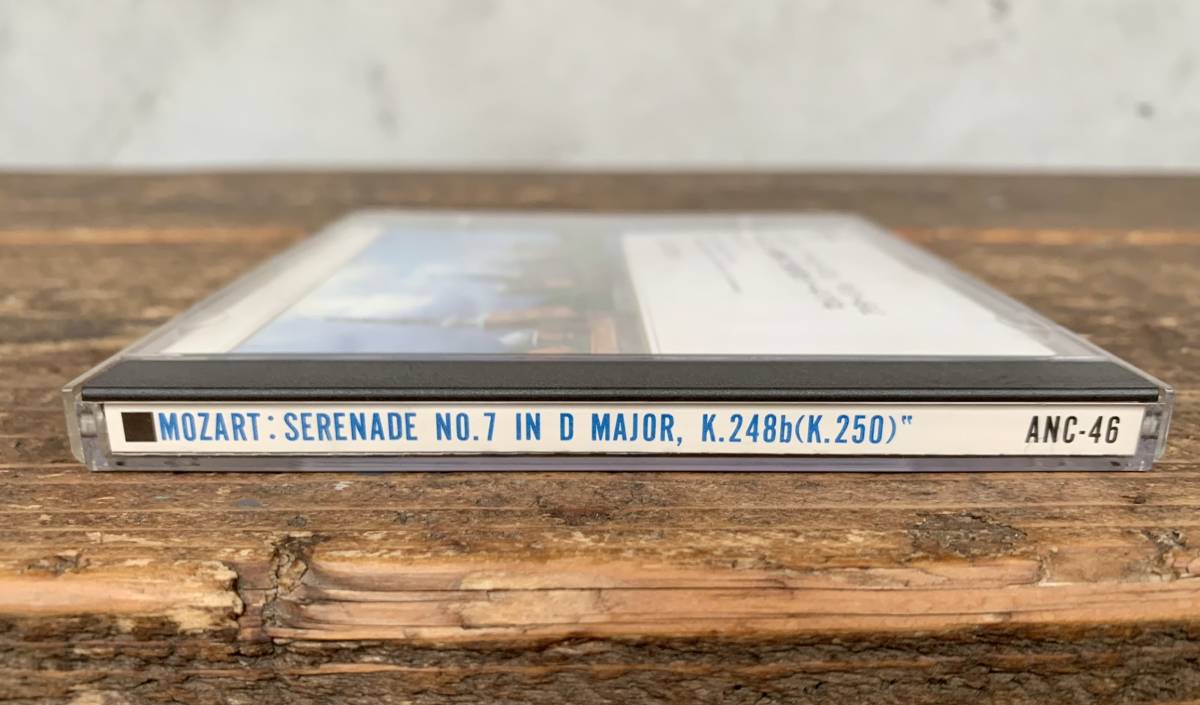 MOZART: SERENADE NO.7 IN D MAJOR, K.248b(K.250)" ANC-46